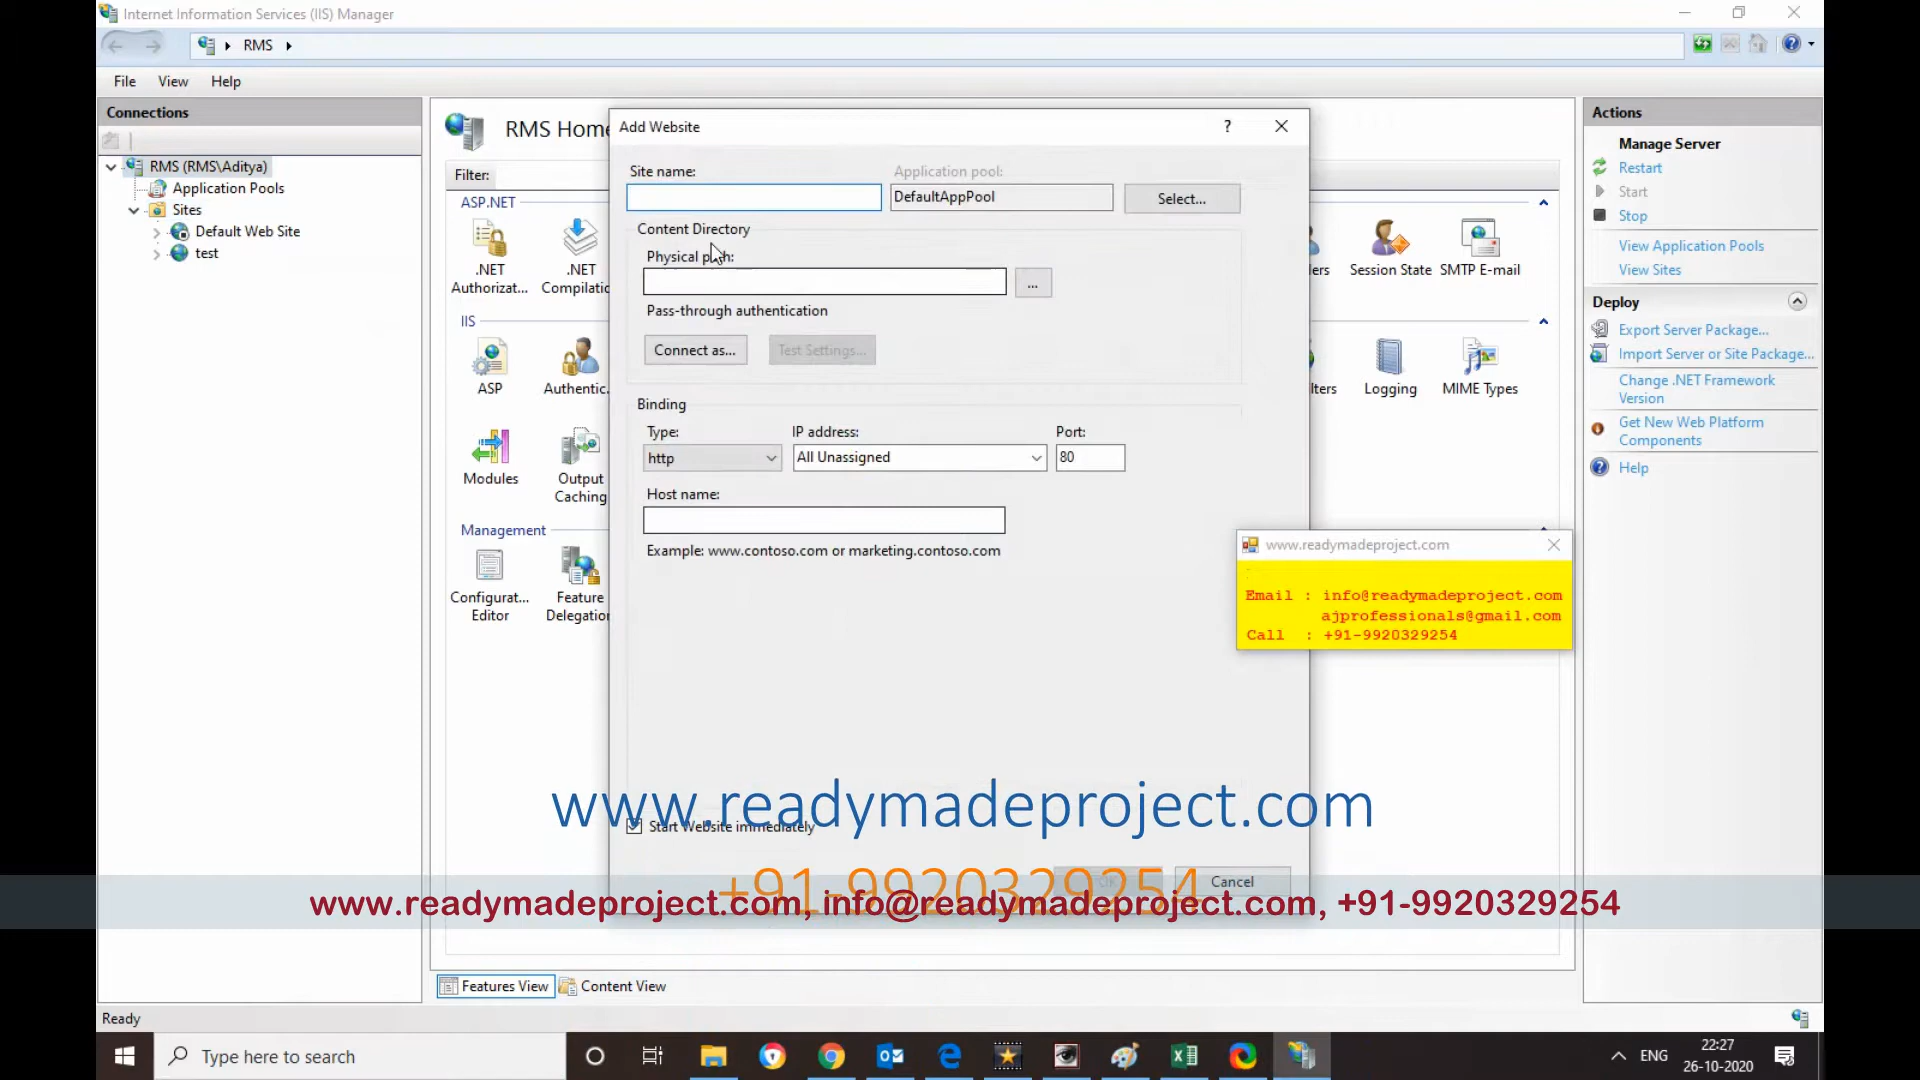 Internet Information Services (IIS) Manager
RMS
File View Help
Connections
RMS (RMS\Aditya)
Application Pools
Sites
Default Web Site
test
RMS Home
Filter:
ASP.NET
.NET Authorizat...
.NET
IIS
ASP
Authentic.
Modules
Output Caching
Management
Configurat... Editor
Feature
Session State
SMTP E-mail
Logging
MIME Types
Add Website
?
Site name:
Application pool:
DefaultAppPool
Select...
Content Directory
Physical path:
...
Pass-through authentication
Connect as...
Test Settings...
Binding
Type:
IP address:
Port:
http
All Unassigned
80
Host name:
Example: www.contoso.com or marketing.contoso.com
Start Website immediately
Cancel
www.readymadeproject.com
+91-9920329254
www.readymadeproject.com, info@readymadeproject.com, +91-9920329254
www.readymadeproject.com
Email : info@readymadeproject.com
ajprofessionals@gmail.com
Call : +91-9920329254
Actions
Manage Server
Restart
Start
Stop
View Application Pools
View Sites
Deploy
Export Server Package...
Import Server or Site Package...
Change .NET Framework
Version
Get New Web Platform
Components
Help
Features View
Content View
Ready
Type here to search
ENG
22:27
26-10-2020